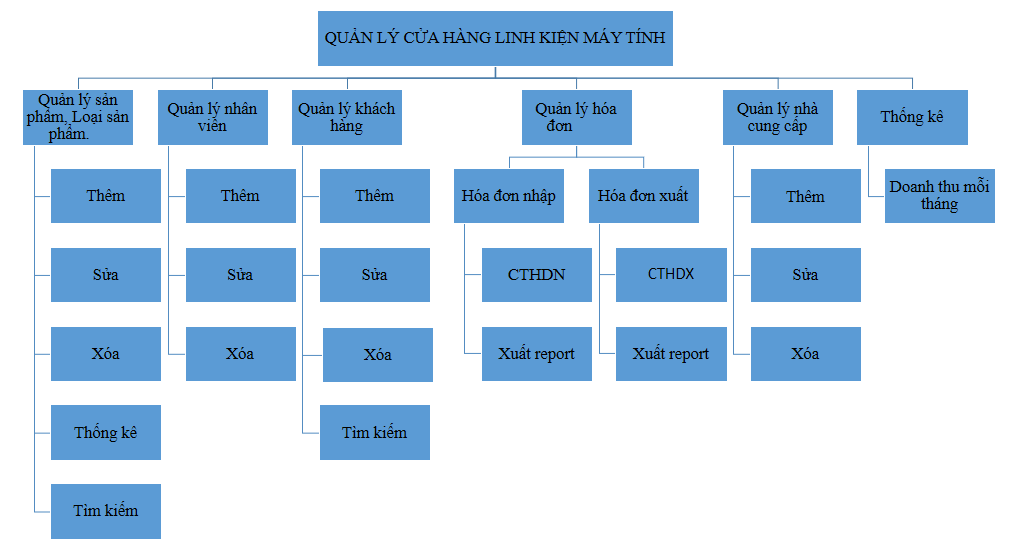 QUẢN LÝ CỬA HÀNG LINH KIỆN MÁY TÍNH
Quản lý sản
phẩm, Loại sản
phẩm.
Thêm
Sửa
Xóa
Thống kê
Tìm kiếm
Quản lý nhân
viên
Thêm
Sửa
Xóa
Quản lý khách
hàng
Thêm
Sửa
Xóa
Tìm kiếm
Quản lý hóa
đơn
Hóa đơn nhập
CTHDN
Xuất report
Hóa đơn xuất
CTHDX
Xuất report
Quản lý nhà
cung cấp
Thêm
Sửa
Xóa
Thống kê
Doanh thu mỗi
tháng